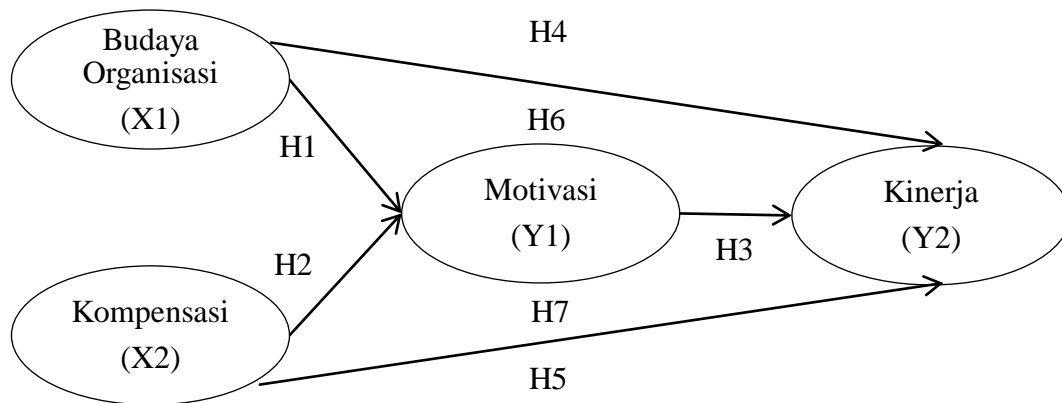 Budaya
Organisasi
(X1)
H4
H6
H1
Motivasi
(Y1)
Kinerja
(Y2)
H3
H2
Kompensasi
(X2)
H7
H5